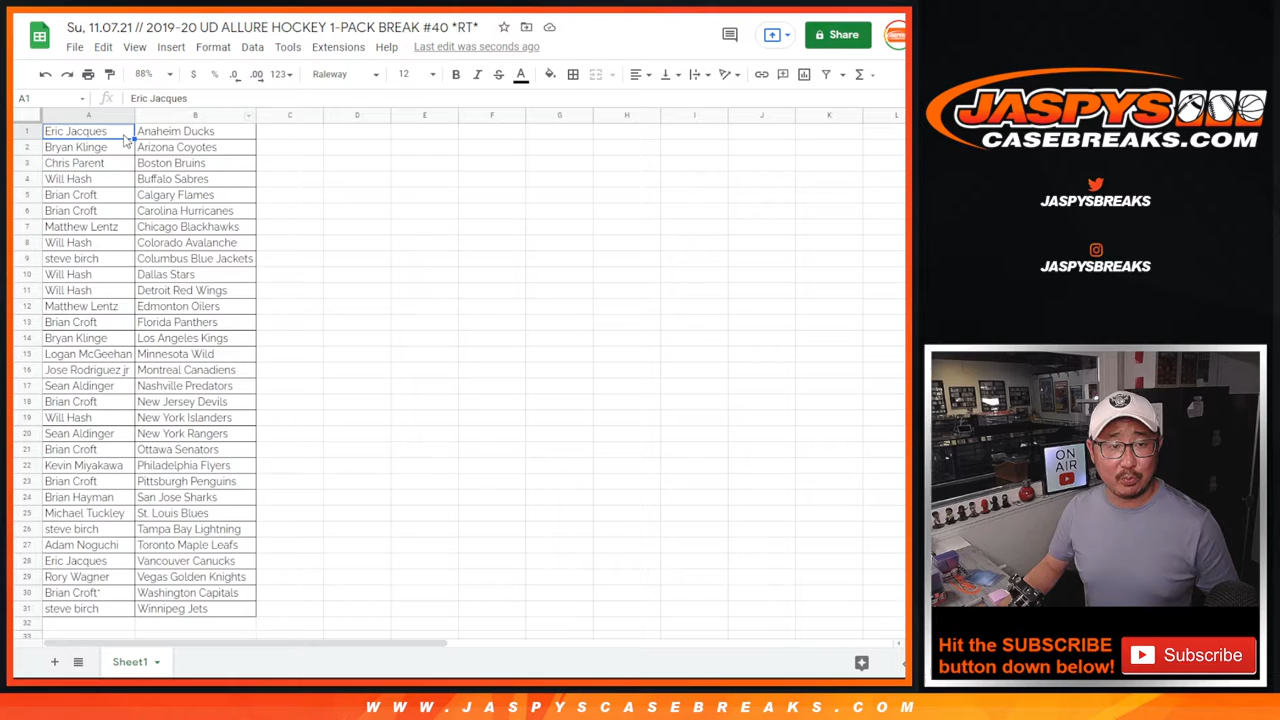 Su, 11.07.21 // 2019-20 UD ALLURE HOCKEY 1-PACK BREAK #40 *RT*
File Edit View Insert Format Data Tools Extensions Help Last edit was seconds ago
Share
88% $ % .0 .00 123 Raleway 12 B I S A
A1 fx Eric Jacques
A B C D E F G H I J K L
1 Eric Jacques Anaheim Ducks
2 Bryan Klinge Arizona Coyotes
3 Chris Parent Boston Bruins
4 Will Hash Buffalo Sabres
5 Brian Croft Calgary Flames
6 Brian Croft Carolina Hurricanes
7 Matthew Lentz Chicago Blackhawks
8 Will Hash Colorado Avalanche
9 steve birch Columbus Blue Jackets
10 Will Hash Dallas Stars
11 Will Hash Detroit Red Wings
12 Matthew Lentz Edmonton Oilers
13 Brian Croft Florida Panthers
14 Bryan Klinge Los Angeles Kings
15 Logan McGeehan Minnesota Wild
16 Jose Rodriguez jr Montreal Canadiens
17 Sean Aldinger Nashville Predators
18 Brian Croft New Jersey Devils
19 Will Hash New York Islanders
20 Sean Aldinger New York Rangers
21 Brian Croft Ottawa Senators
22 Kevin Miyakawa Philadelphia Flyers
23 Brian Croft Pittsburgh Penguins
24 Brian Hayman San Jose Sharks
25 Michael Tuckley St. Louis Blues
26 steve birch Tampa Bay Lightning
27 Adam Noguchi Toronto Maple Leafs
28 Eric Jacques Vancouver Canucks
29 Rory Wagner Vegas Golden Knights
30 Brian Croft* Washington Capitals
31 steve birch Winnipeg Jets
32
33
Sheet1
JASPYS
CASEBREAKS.COM
JASPYSBREAKS
JASPYSBREAKS
ON
AIR
Hit the SUBSCRIBE
button down below!
Subscribe
WWW.JASPYSCASEBREAKS.COM